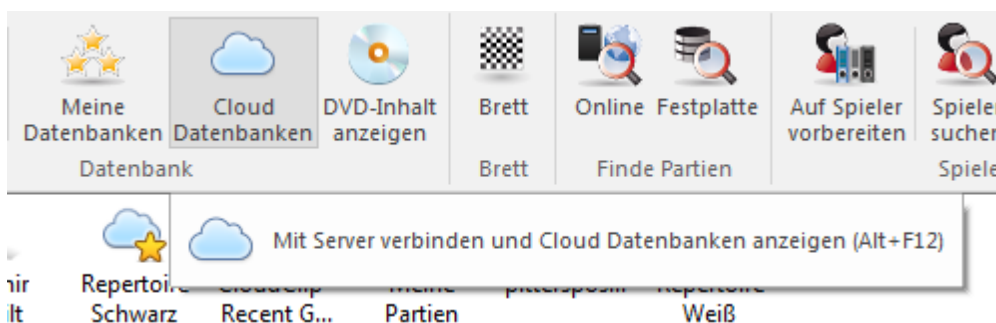 Meine Datenbanken
Cloud Datenbanken
DVD-Inhalt anzeigen
Brett
Online
Festplatte
Auf Spieler vorbereiten
Datenbank
Brett
Finde Partien
Mit Server verbinden und Cloud Datenbanken anzeigen (Alt+F12)
Schwarz
Recent G...
Partien
Weiß